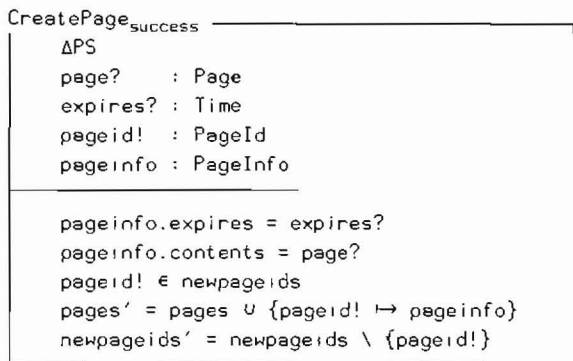 CreatePage_success
ΔPS
page? : Page
expires? : Time
pageid! : PageId
pageinfo : PageInfo
pageinfo.expires = expires?
pageinfo.contents = page?
pageid! ∈ newpageids
pages′ = pages ∪ {pageid! ↦ pageinfo}
newpageids′ = newpageids \ {pageid!}